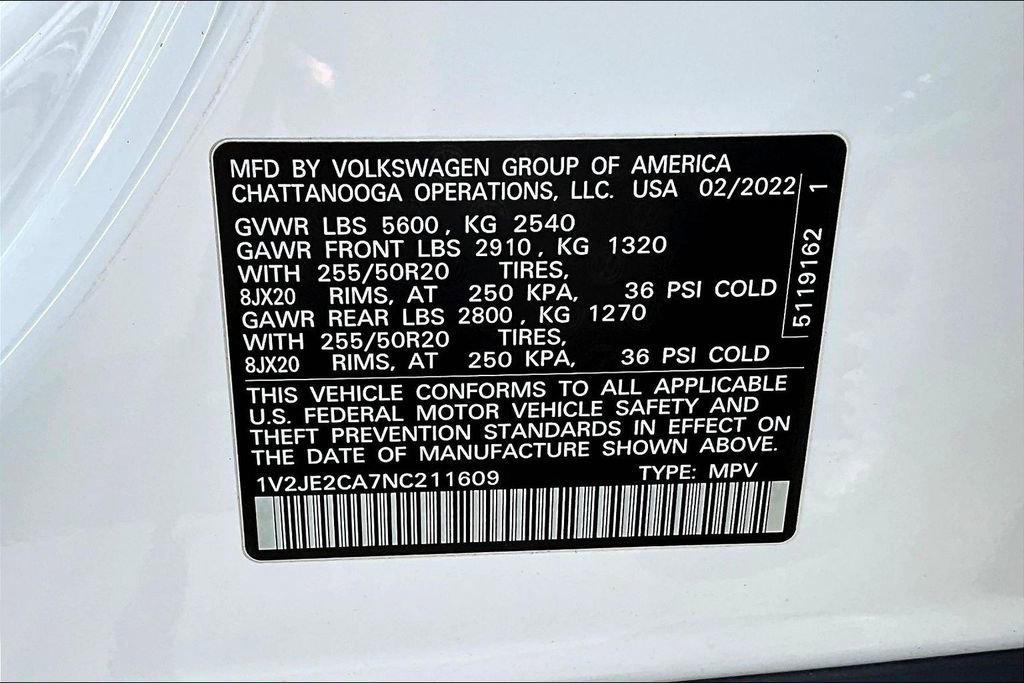 MFD BY VOLKSWAGEN GROUP OF AMERICA
CHATTANOOGA OPERATIONS, LLC. USA 02/2022
GVWR LBS 5600, KG 2540
GAWR FRONT LBS 2910, KG 1320
WITH 255/50R20 TIRES,
8JX20 RIMS, AT 250 KPA, 36 PSI COLD
GAWR REAR LBS 2800, KG 1270
WITH 255/50R20 TIRES,
8JX20 RIMS, AT 250 KPA, 36 PSI COLD
5119162 1
THIS VEHICLE CONFORMS TO ALL APPLICABLE
U.S. FEDERAL MOTOR VEHICLE SAFETY AND
THEFT PREVENTION STANDARDS IN EFFECT ON
THE DATE OF MANUFACTURE SHOWN ABOVE.
1V2JE2CA7NC211609 TYPE: MPV